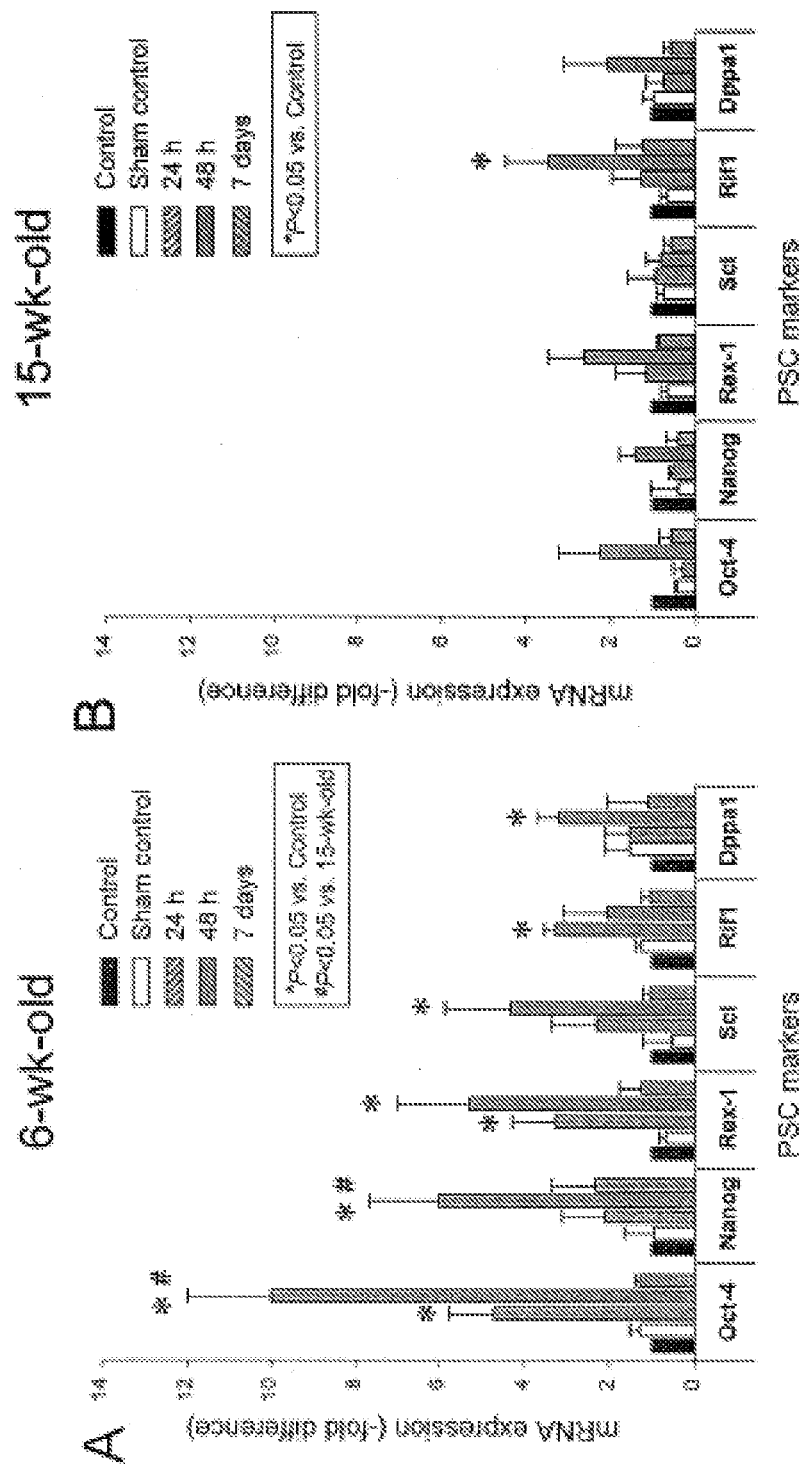 A
6-wk-old
mRNA expression (-fold difference)
14
12
10
8
6
4
2
0
Control
Sham control
24 h
48 h
7 days
*P<0.05 vs. Control
#P<0.05 vs. 15-wk-old
*
* #
* #
*
*
*
*
*
Oct-4 Nanog Rex-1 Scl Rif1 Dppa1
PSC markers
B
15-wk-old
mRNA expression (-fold difference)
14
12
10
8
6
4
2
0
Control
Sham control
24 h
48 h
7 days
*P<0.05 vs. Control
*
Oct-4 Nanog Rex-1 Scl Rif1 Dppa1
PSC markers